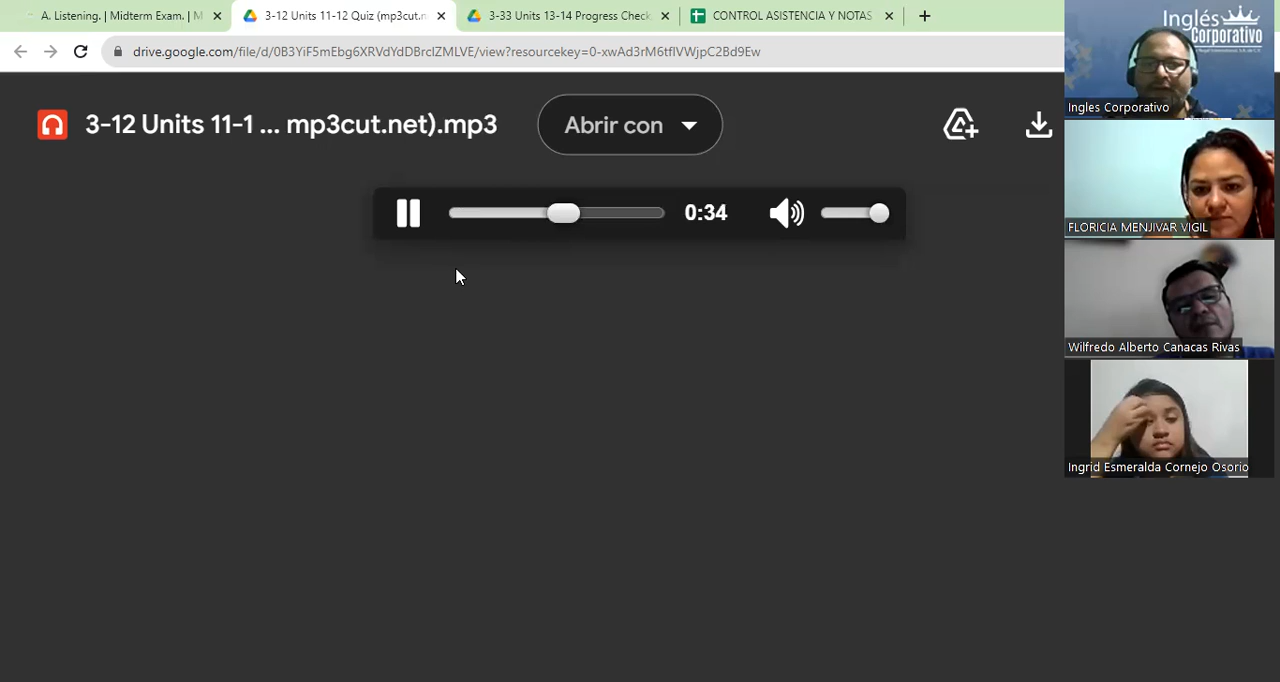 A. Listening. | Midterm Exam. | M
3-12 Units 11-12 Quiz (mp3cut.n
3-33 Units 13-14 Progress Check
CONTROL ASISTENCIA Y NOTAS
drive.google.com/file/d/0B3YiF5mEbg6XRVdYdDBrclZMLVE/view?resourcekey=0-xwAd3rM6tflVWjpC2Bd9Ew
3-12 Units 11-1 ... mp3cut.net).mp3
Abrir con
0:34
Inglés
Corporativo
Ingles Corporativo
FLORICIA MENJIVAR VIGIL
Wilfredo Alberto Canacas Rivas
Ingrid Esmeralda Cornejo Osorio